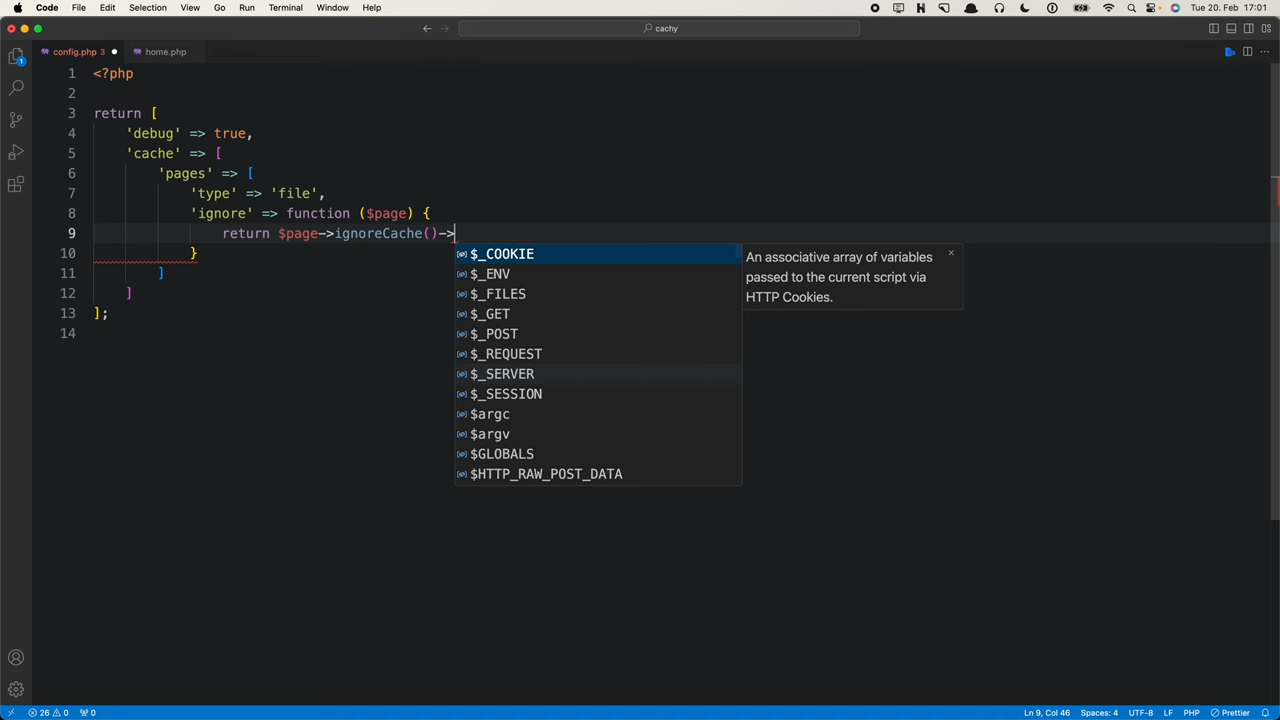 Code File Edit Selection View Go Run Terminal Window Help Tue 20. Feb 17:01
cachy
config.php 3 home.php
1 <?php
2
3 return [
4 'debug' => true,
5 'cache' => [
6 'pages' => [
7 'type' => 'file',
8 'ignore' => function ($page) {
9 return $page->ignoreCache()->
10 }
11 ]
12 ]
13 ];
14
$_COOKIE
$_ENV
$_FILES
$_GET
$_POST
$_REQUEST
$_SERVER
$_SESSION
$argc
$argv
$GLOBALS
$HTTP_RAW_POST_DATA
An associative array of variables
passed to the current script via
HTTP Cookies.
1
26 0 0 Ln 9, Col 46 Spaces: 4 UTF-8 LF PHP Prettier